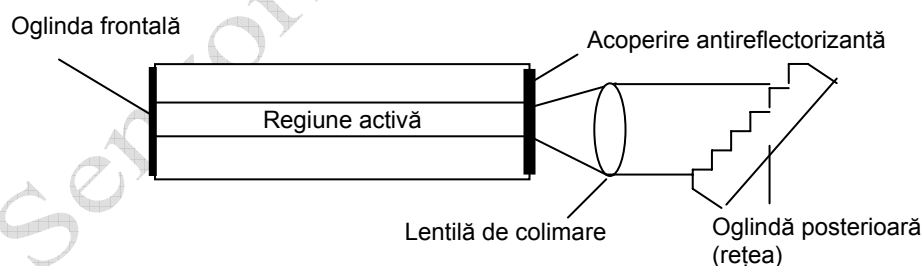 Oglinda frontală
Acoperire antireflectorizantă
Regiune activă
Lentilă de colimare
Oglindă posterioară
(rețea)